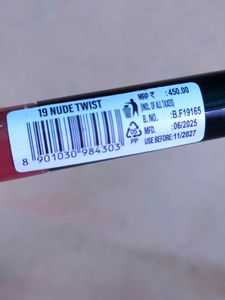 19 NUDE TWIST
8 901030 984303
MRP ₹ :450.00
(INCL. OF ALL TAXES)
B. NO. :B.F19165
MFD. :06/2025
USE BEFORE: 11/2027
05
PP